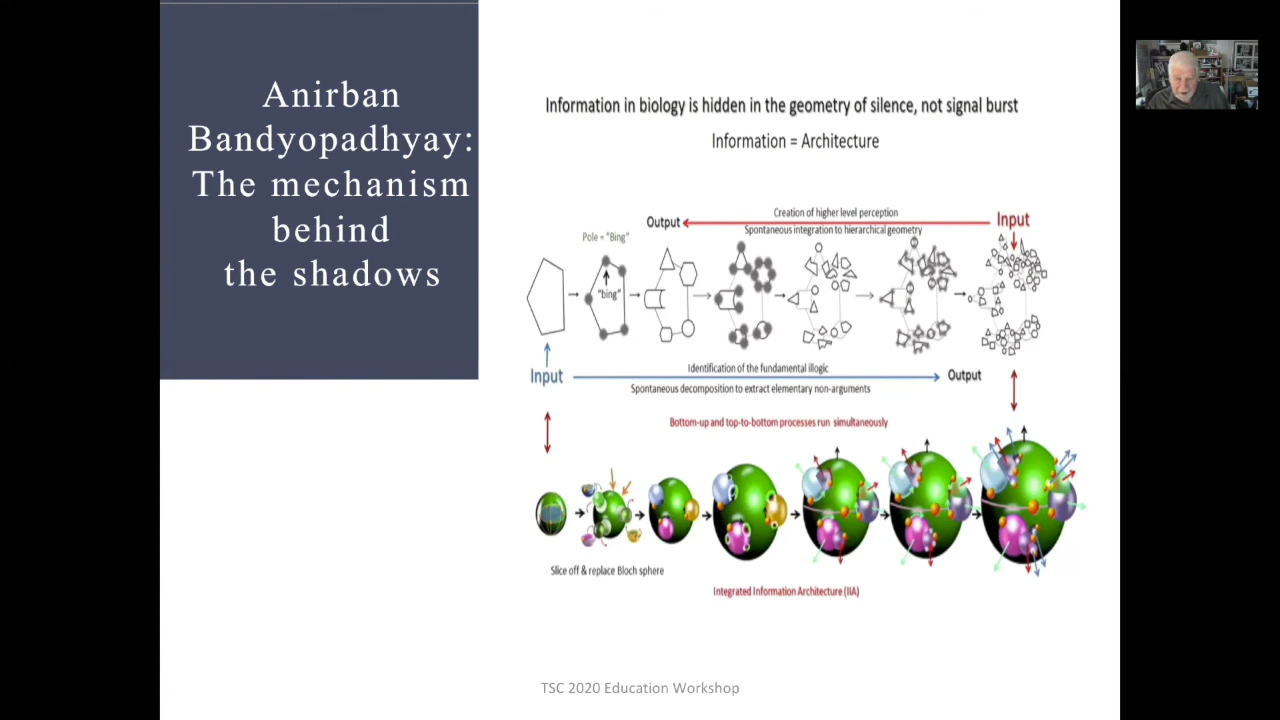 Anirban
Bandyopadhyay:
The mechanism
behind
the shadows
Information in biology is hidden in the geometry of silence, not signal burst
Information = Architecture
Creation of higher level perception
Output
Input
Spontaneous integration to hierarchical geometry
Pole = "Bing"
"bing"
Identification of the fundamental illogic
Input
Output
Spontaneous decomposition to extract elementary non-arguments
Bottom-up and top-to-bottom processes run simultaneously
Slice off & replace Bloch sphere
Integrated Information Architecture (IIA)
TSC 2020 Education Workshop